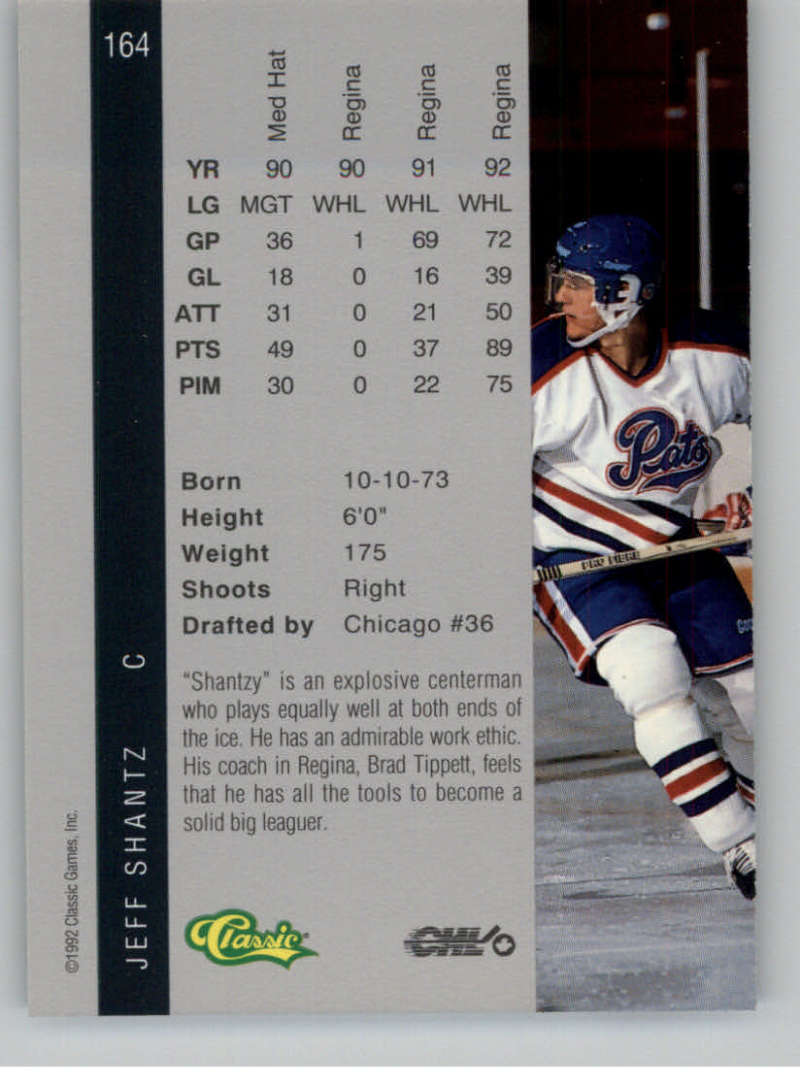 164
Med Hat Regina Regina Regina
YR 90 90 91 92
LG MGT WHL WHL WHL
GP 36 1 69 72
GL 18 0 16 39
ATT 31 0 21 50
PTS 49 0 37 89
PIM 30 0 22 75
Born 10-10-73
Height 6'0"
Weight 175
Shoots Right
Drafted by Chicago #36
"Shantzy" is an explosive centerman
who plays equally well at both ends of
the ice. He has an admirable work ethic.
His coach in Regina, Brad Tippett, feels
that he has all the tools to become a
solid big leaguer.
Classic
CHL
JEFF SHANTZ C
©1992 Classic Games, Inc.
Pats